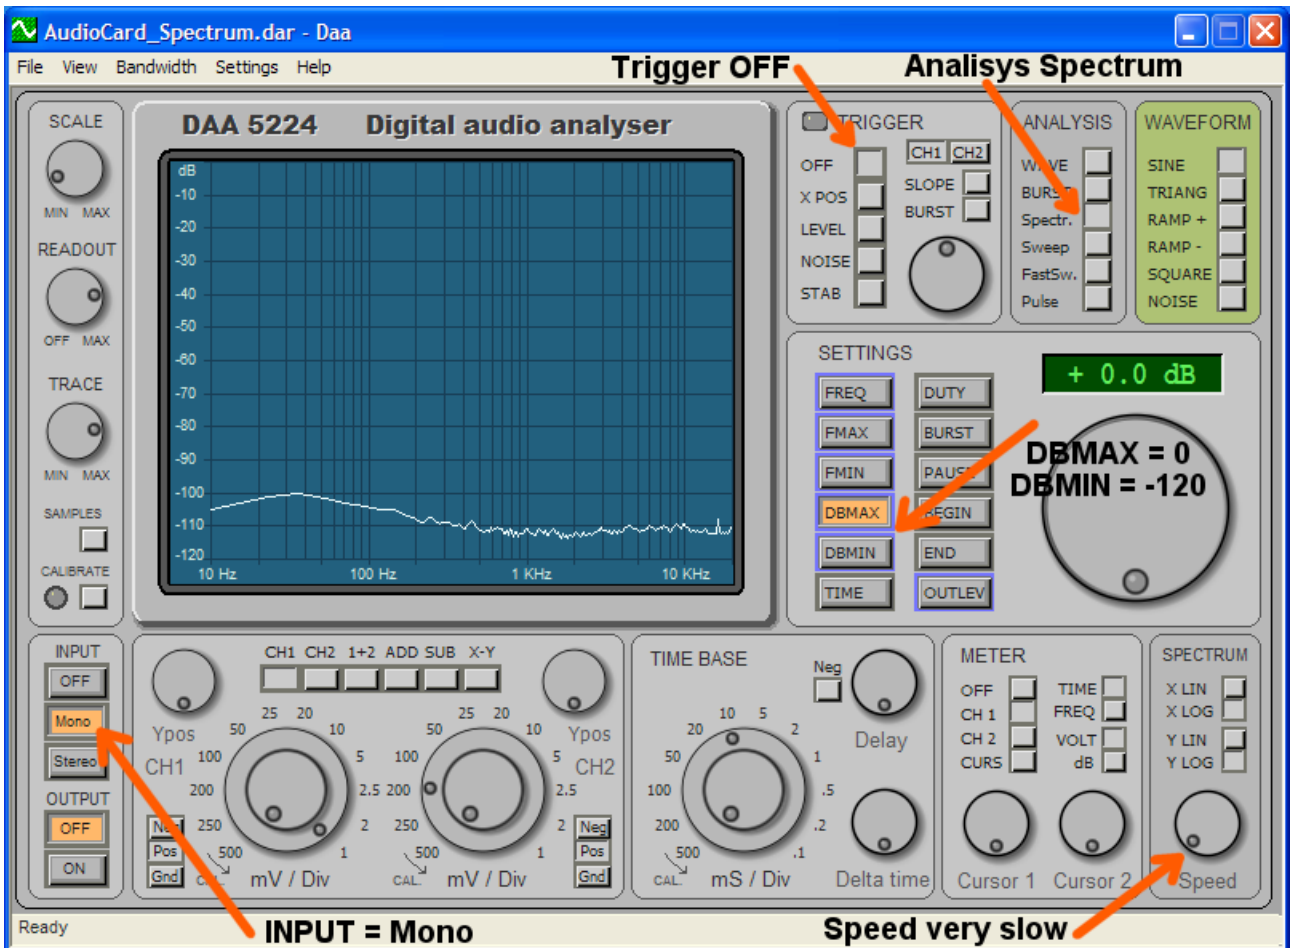 AudioCard_Spectrum.dar - Daa
File View Bandwidth Settings Help
Trigger OFF
Analisys Spectrum
SCALE
MIN MAX
READOUT
OFF MAX
TRACE
MIN MAX
SAMPLES
CALIBRATE
DAA 5224 Digital audio analyser
dB
-10
-20
-30
-40
-50
-60
-70
-80
-90
-100
-110
-120
10 Hz 100 Hz 1 KHz 10 KHz
TRIGGER
OFF
X POS
LEVEL
NOISE
STAB
CH1 CH2
SLOPE
BURST
ANALYSIS
WAVE
BURST
Spectr.
Sweep
FastSw.
Pulse
WAVEFORM
SINE
TRIANG
RAMP +
RAMP -
SQUARE
NOISE
SETTINGS
+ 0.0 dB
FREQ DUTY
FMAX BURST
FMIN PAUSE
DBMAX BEGIN
DBMIN END
TIME OUTLEV
DBMAX = 0
DBMIN = -120
INPUT
OFF
Mono
Stereo
OUTPUT
OFF
ON
CH1 CH2 1+2 ADD SUB X-Y
Ypos
CH1
500 250 200 100 50 25 20 10 5 2.5 2 1
Neg
Pos
Gnd
CAL.
mV / Div
Ypos
CH2
500 250 200 100 50 25 20 10 5 2.5 2 1
CAL.
mV / Div
Neg
Pos
Gnd
TIME BASE
500 200 100 50 20 10 5 2 1 .5 .2 .1
CAL.
mS / Div
Neg
Delay
Delta time
METER
OFF
CH 1
CH 2
CURS
TIME
FREQ
VOLT
dB
Cursor 1 Cursor 2
SPECTRUM
X LIN
X LOG
Y LIN
Y LOG
Speed
Ready
INPUT = Mono
Speed very slow